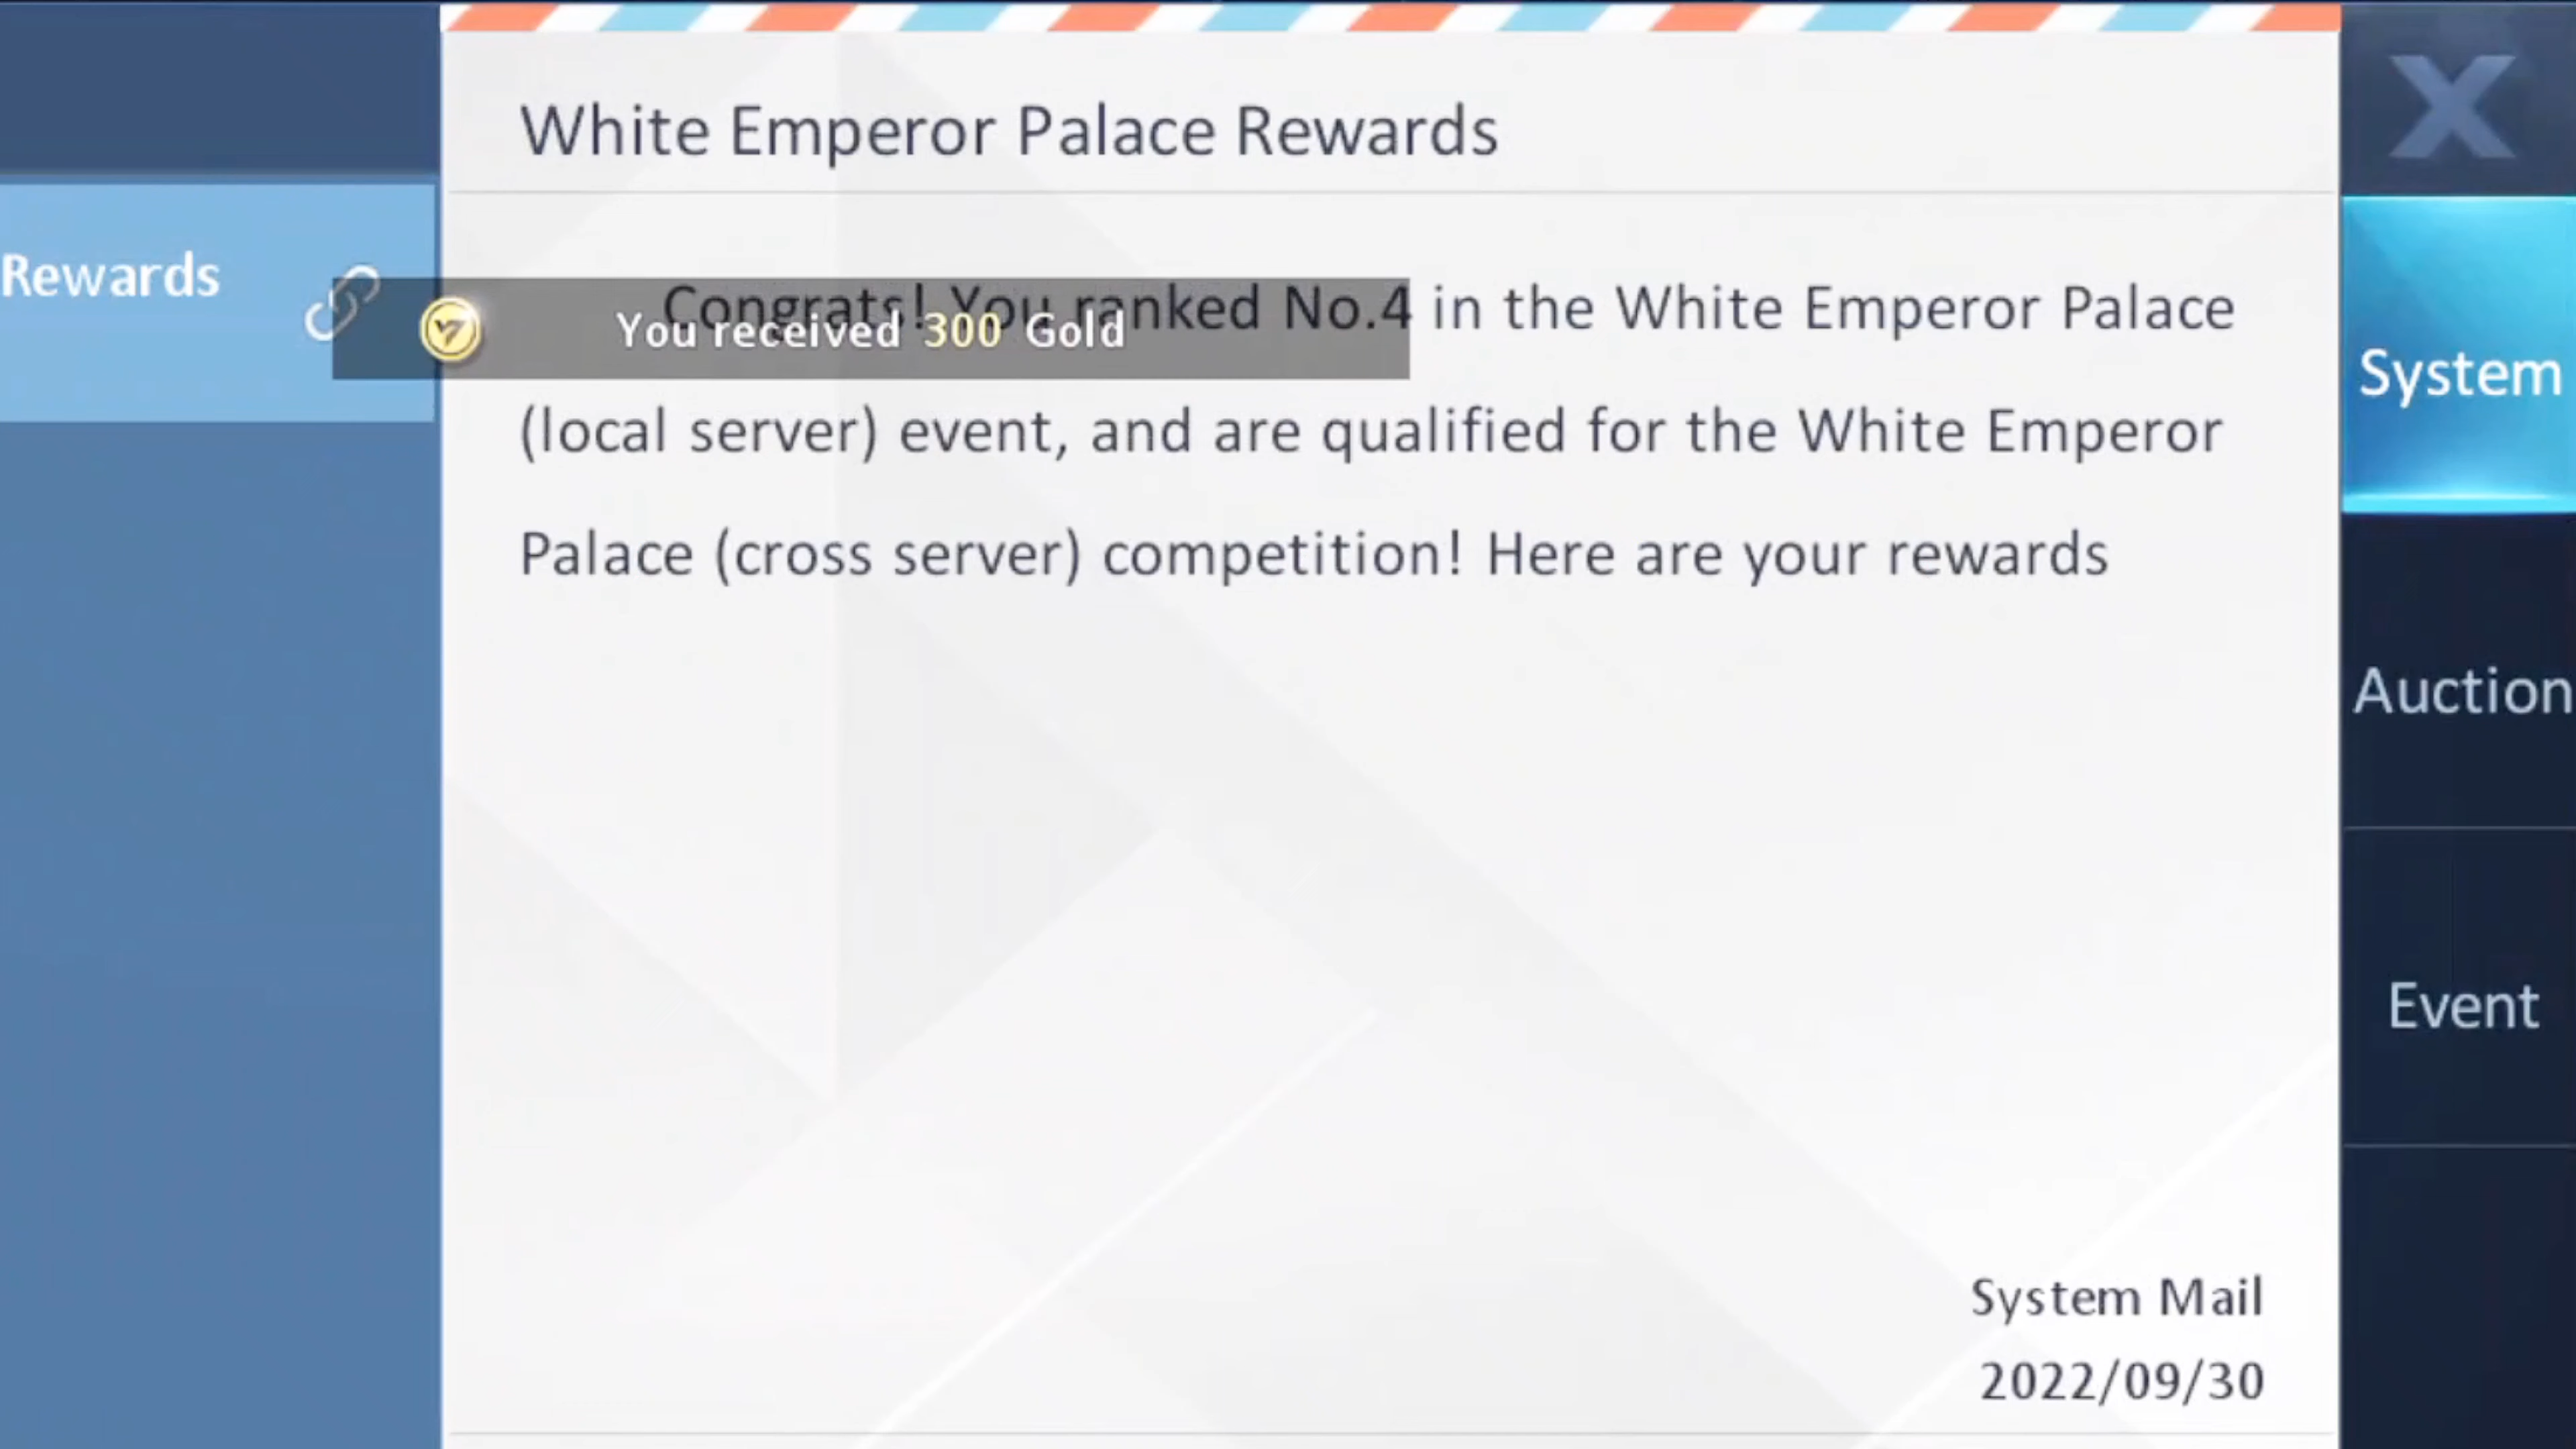 White Emperor Palace Rewards
Rewards
Congrats! You ranked No.4 in the White Emperor Palace
You received 300 Gold
(local server) event, and are qualified for the White Emperor
Palace (cross server) competition! Here are your rewards
System
Auction
Event
System Mail
2022/09/30